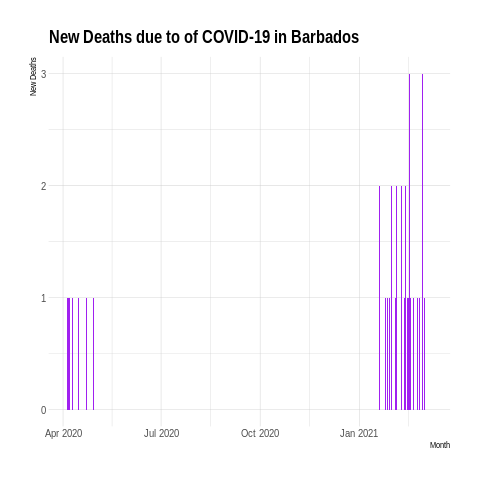 New Deaths due to of COVID-19 in Barbados
New Deaths
3
2
1
0
Apr 2020
Jul 2020
Oct 2020
Jan 2021
Month